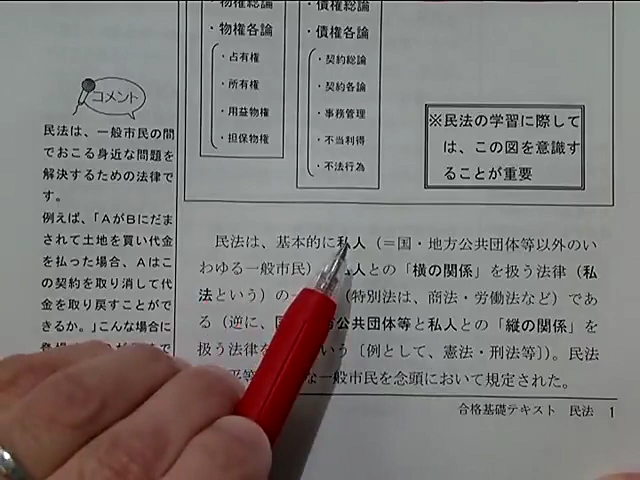 ・物権総論
・物権各論
・占有権
・所有権
・用益物権
・担保物権
・債権総論
・債権各論
・契約総論
・契約各論
・事務管理
・不当利得
・不法行為
※民法の学習に際して
は、この図を意識す
ることが重要
コメント
民法は、一般市民の間
でおこる身近な問題を
解決するための法律で
す。
例えば、「AがBにだま
されて土地を買い代金
を払った場合、Aはこ
の契約を取り消して代
金を取り戻すことがで
きるか。」こんな場合に
民法は、基本的に私人（＝国・地方公共団体等以外のい
わゆる一般市民） 人との「横の関係」を扱う法律（私
法という）の （特別法は、商法・労働法など）であ
る（逆に、 公共団体等と私人との「縦の関係」を
扱う法律を いう〔例として、憲法・刑法等〕）。民法
な一般市民を念頭において規定された。
合格基礎テキスト 民法 1